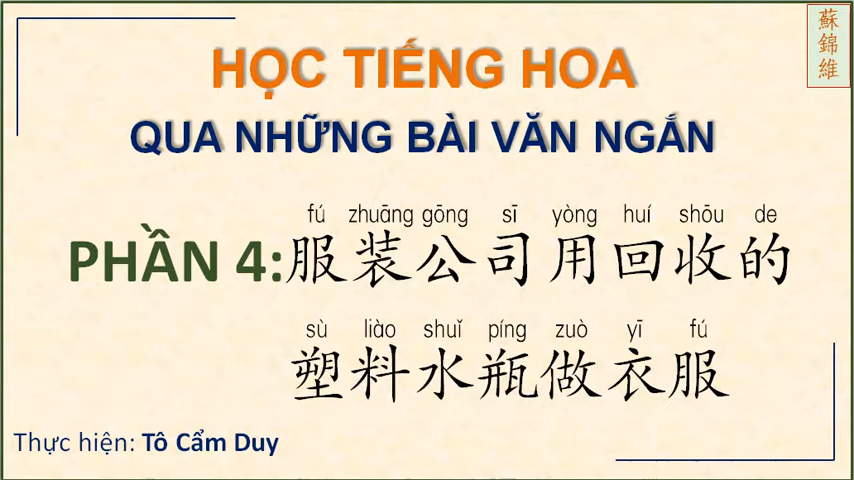 蘇錦維
HỌC TIẾNG HOA
QUA NHỮNG BÀI VĂN NGẮN
fú zhuāng gōng sī yòng huí shōu de
PHẦN 4:服装公司用回收的
sù liào shuǐ píng zuò yī fú
塑料水瓶做衣服
Thực hiện: Tô Cẩm Duy